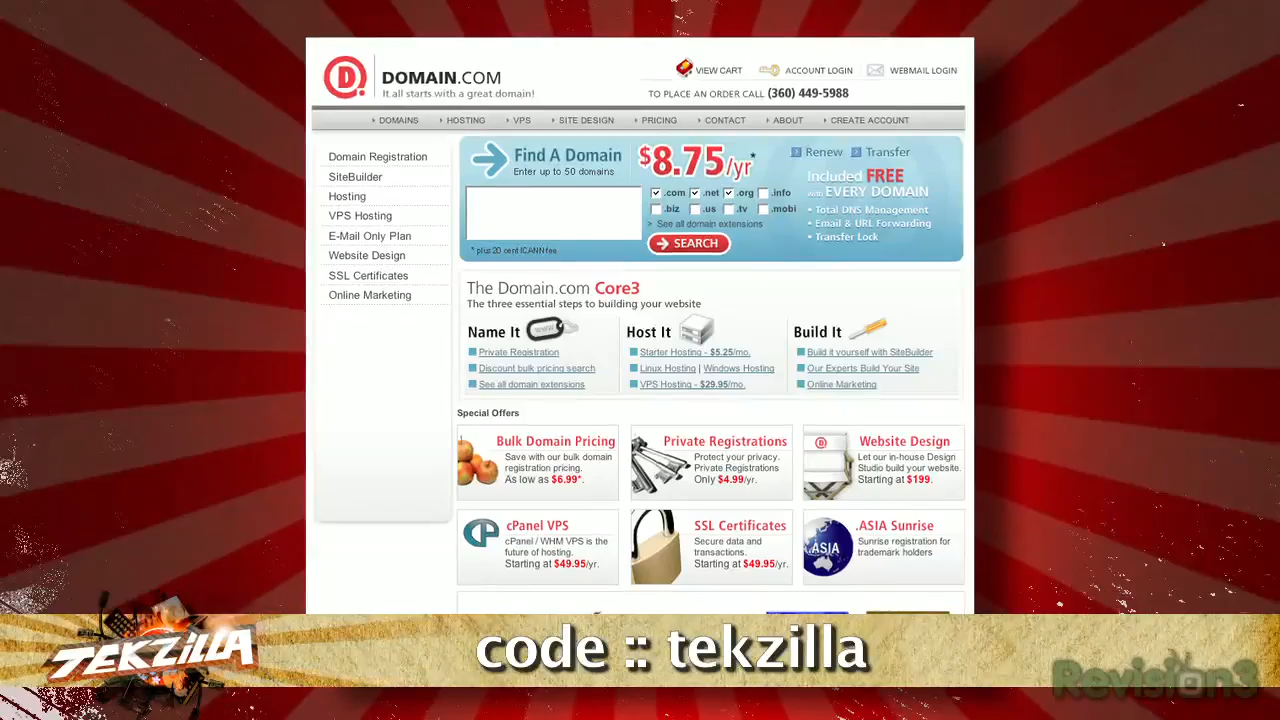 D.
DOMAIN.COM
It all starts with a great domain!
VIEW CART ACCOUNT LOGIN WEBMAIL LOGIN
TO PLACE AN ORDER CALL (360) 449-5988
DOMAINS HOSTING VPS SITE DESIGN PRICING CONTACT ABOUT CREATE ACCOUNT
Domain Registration
SiteBuilder
Hosting
VPS Hosting
E-Mail Only Plan
Website Design
SSL Certificates
Online Marketing
Find A Domain
Enter up to 50 domains
* plus 20 cent ICANN fee
$8.75/yr*
.com .net .org .info
.biz .us .tv .mobi
> See all domain extensions
SEARCH
Renew Transfer
Included FREE
with EVERY DOMAIN
• Total DNS Management
• Email & URL Forwarding
• Transfer Lock
The Domain.com Core3
The three essential steps to building your website
Name It
www
Private Registration
Discount bulk pricing search
See all domain extensions
Host It
Starter Hosting - $5.25/mo.
Linux Hosting | Windows Hosting
VPS Hosting - $29.95/mo.
Build It
Build it yourself with SiteBuilder
Our Experts Build Your Site
Online Marketing
Special Offers
Bulk Domain Pricing
Save with our bulk domain
registration pricing.
As low as $6.99*.
Private Registrations
Protect your privacy.
Private Registrations
Only $4.99/yr.
D
Website Design
Let our in-house Design
Studio build your website.
Starting at $199.
cPanel VPS
cPanel / WHM VPS is the
future of hosting.
Starting at $49.95/yr.
SSL Certificates
Secure data and
transactions.
Starting at $49.95/yr.
ASIA
.ASIA Sunrise
Sunrise registration for
trademark holders
TEKZILLA
code :: tekzilla
Revision3